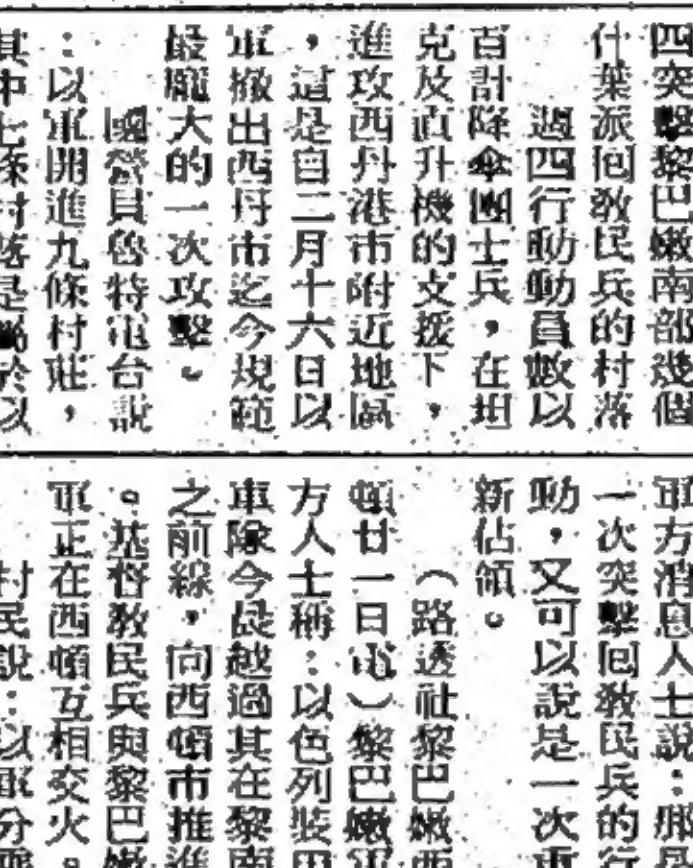 四突擊黎巴嫩南部幾個
什葉派回教民兵的村落
週四行動動員數以
百計降傘團士兵，在坦
克及直升機的支援下，
進攻西丹港市附近地區
，這是自二月十六日以
軍撤出西丹市迄今規範
最龐大的一次攻擊。
國營貝魯特電台說
：以軍開進九條村莊，
其中七條村落是屬於以
軍方消息人士說：那是
一次突擊回教民兵的行
動，又可以說是一次重
新佔領。
（路透社黎巴嫩西
頓廿一日電）黎巴嫩軍
方人士稱：以色列裝甲
車隊今晨越過其在黎南
之前線，向西頓市推進
。基督教民兵與黎巴嫩
軍正在西頓互相交火。
村民說：以軍分乘